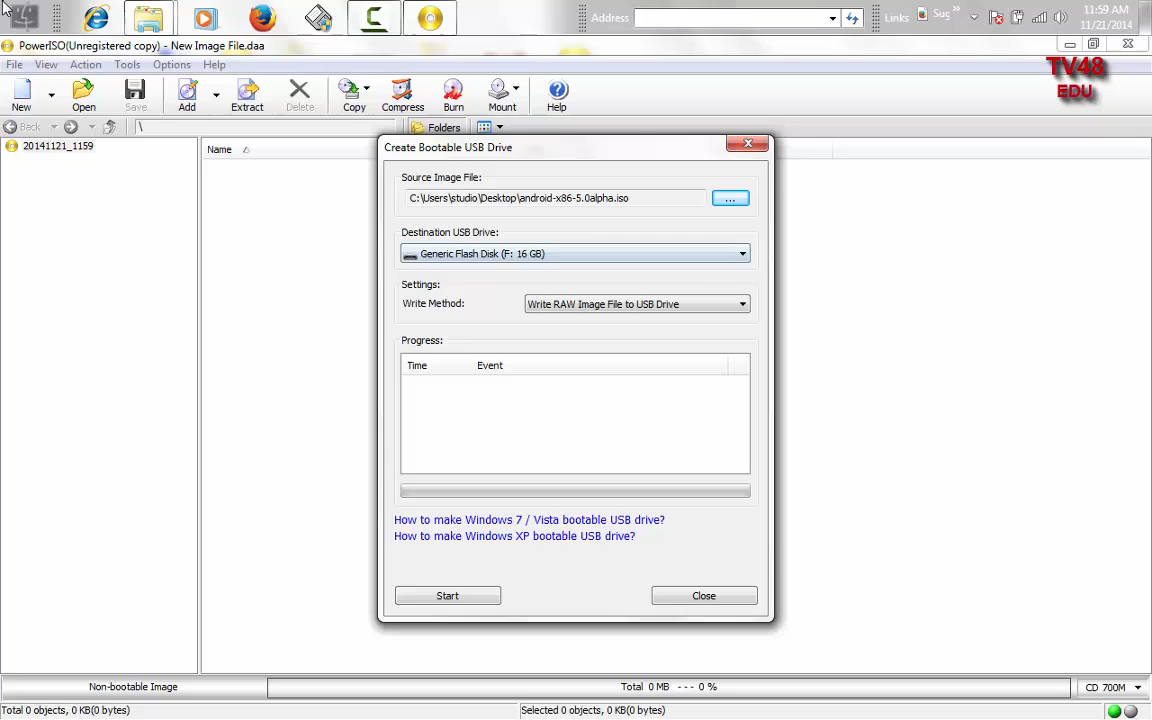 Address
Links
Sug »
11:59 AM
11/21/2014
PowerISO(Unregistered copy) - New Image File.daa
File View Action Tools Options Help
TV48
EDU
New Open Save Add Extract Delete Copy Compress Burn Mount Help
Back \ Folders
20141121_1159
Name
Create Bootable USB Drive
Source Image File:
C:\Users\studio\Desktop\android-x86-5.0alpha.iso
...
Destination USB Drive:
Generic Flash Disk (F: 16 GB)
Settings:
Write Method: Write RAW Image File to USB Drive
Progress:
Time Event
How to make Windows 7 / Vista bootable USB drive?
How to make Windows XP bootable USB drive?
Start Close
Non-bootable Image Total 0 MB --- 0 % CD 700M
Total 0 objects, 0 KB(0 bytes) Selected 0 objects, 0 KB(0 bytes)